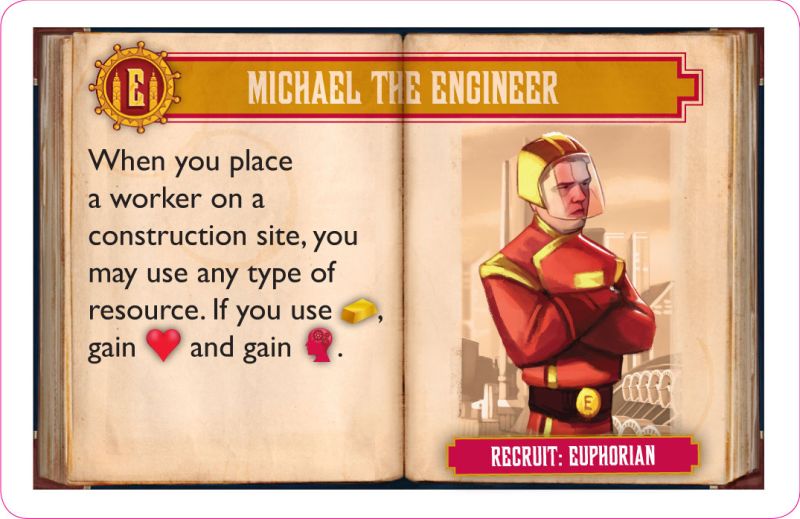 E
MICHAEL THE ENGINEER
When you place
a worker on a
construction site, you
may use any type of
resource. If you use ,
gain and gain .
E
RECRUIT: EUPHORIAN